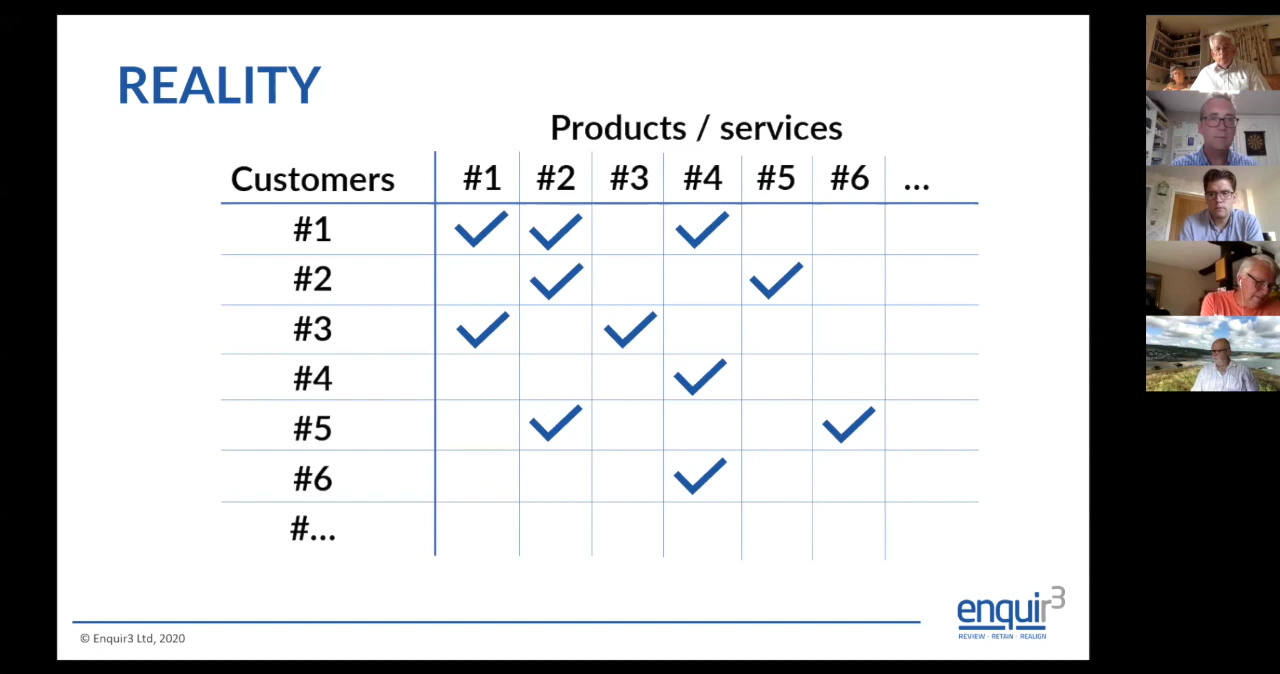 REALITY
Products / services
Customers #1 #2 #3 #4 #5 #6 ...
#1
#2
#3
#4
#5
#6
#...
enquir3
REVIEW · RETAIN · REALIGN
© Enquir3 Ltd, 2020